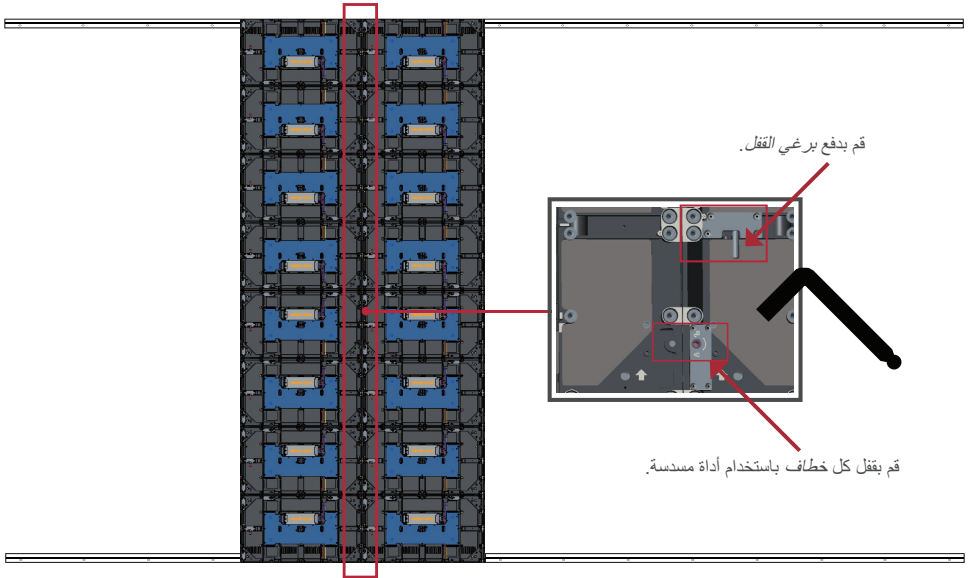 قم بدفع برغي القفل.
قم بقفل كل خطاف باستخدام أداة مسدسة.